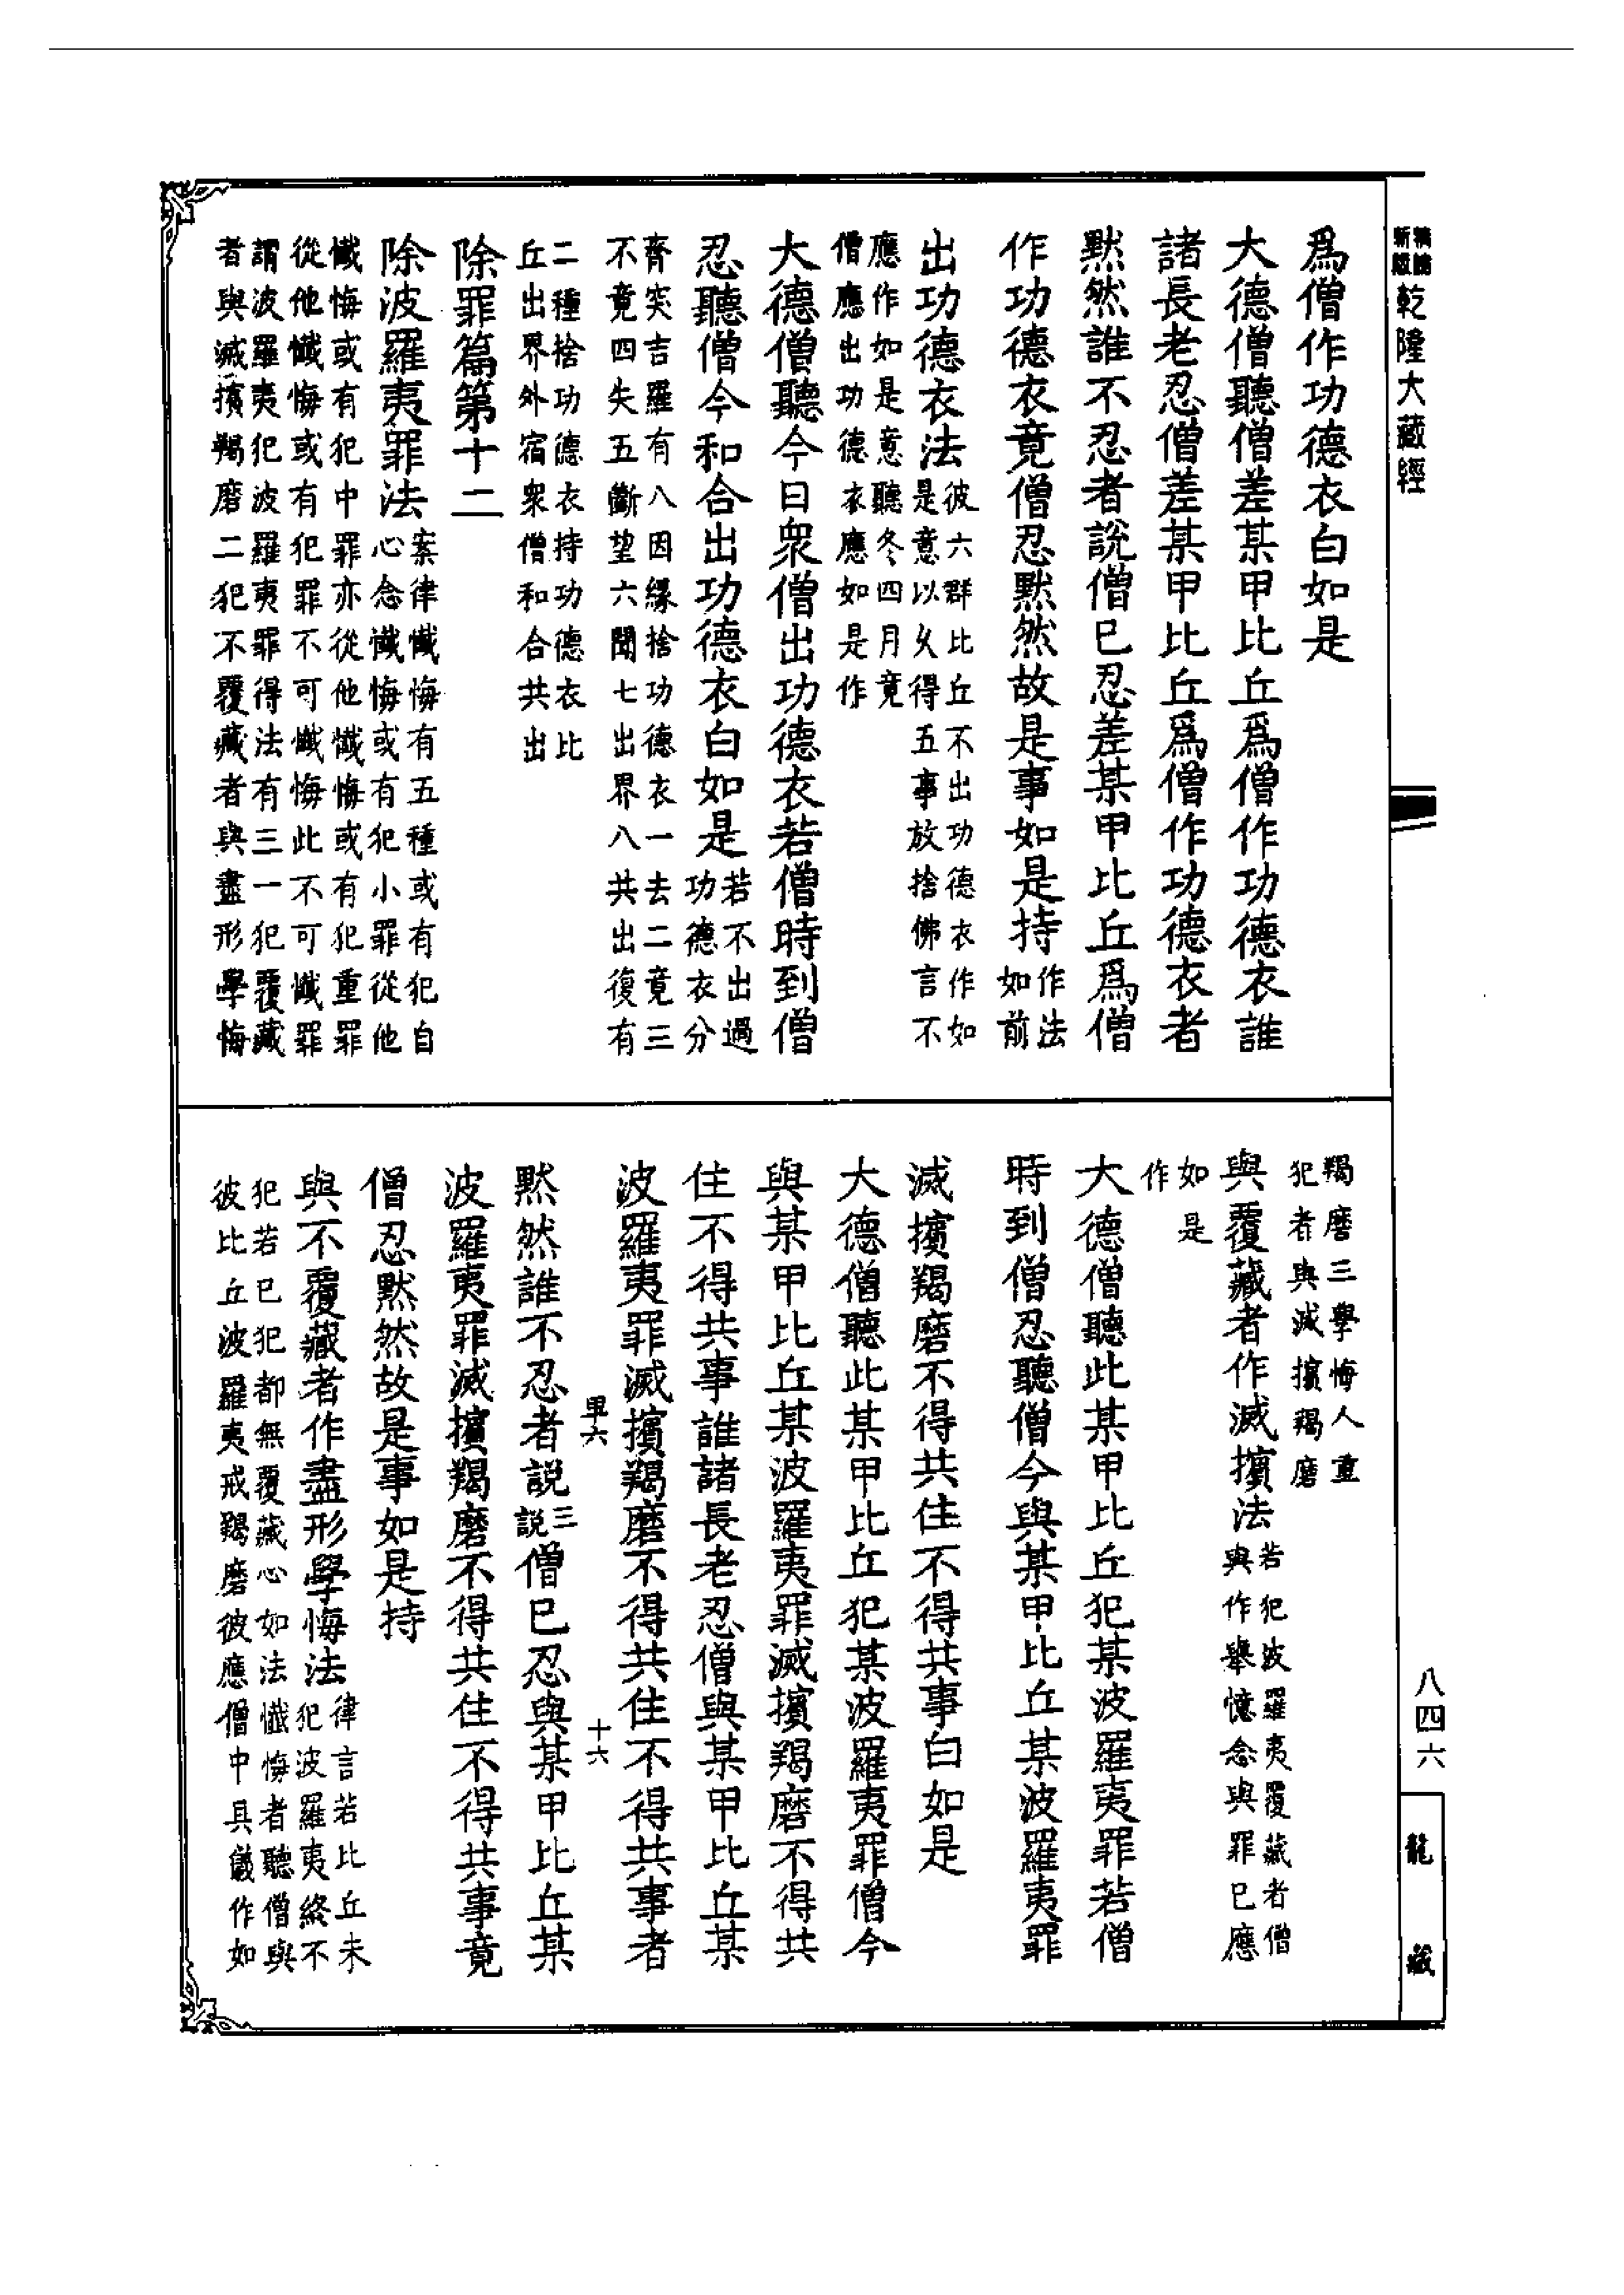 乾隆大藏經
爲僧作功德衣白如是
大德僧聽僧差某甲比丘爲僧作功德衣誰
諸長老忍僧差某甲比丘爲僧作功德衣者
默然誰不忍者說僧已忍差某甲比丘爲僧
作功德衣竟僧忍默然故是事如是持
作法
如前
出功德衣法
彼六群比丘不出功德衣作如
是意以久得五事放捨佛言不
應作如是意聽冬四月竟
僧應出功德衣應如是作
大德僧聽今日衆僧出功德衣若僧時到僧
忍聽僧今和合出功德衣白如是
若不出過
功德衣分
齊突吉羅有八因緣捨功德衣一去二竟三
不竟四失五斷望六聞七出界八共出復有
二種捨功德衣持功德衣比
丘出界外宿衆僧和合共出
除罪篇第十二
除波羅夷罪法
案律懺悔有五種或有犯自
心念懺悔或有犯小罪從他
懺悔或有犯中罪亦從他懺悔或有犯重罪
從他懺悔或有犯罪不可懺悔此不可懺罪
謂波羅夷犯波羅夷罪得法有三一犯覆藏
者與滅擯羯磨二犯不覆藏者與盡形學悔
羯磨三學悔人重
犯者與滅擯羯磨
與覆藏者作滅擯法
若犯波羅夷覆藏者僧
與作舉憶念與罪已應
如是
作
大德僧聽此某甲比丘犯某波羅夷罪若僧
時到僧忍聽僧今與某甲比丘某波羅夷罪
滅擯羯磨不得共住不得共事白如是
大德僧聽此某甲比丘犯某波羅夷罪僧今
與某甲比丘某波羅夷罪滅擯羯磨不得共
住不得共事誰諸長老忍僧與某甲比丘某
波羅夷罪滅擯羯磨不得共住不得共事者
十六
默然誰不忍者說三說僧已忍與某甲比丘某
波羅夷罪滅擯羯磨不得共住不得共事竟
僧忍默然故是事如是持
與不覆藏者作盡形學悔法
律言若比丘未
犯波羅夷終不
犯若已犯都無覆藏心如法懺悔者聽僧與
彼比丘波羅夷戒羯磨彼應僧中具儀作如
八四六
龍藏